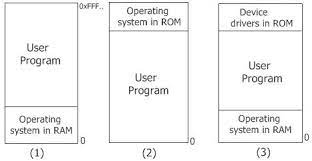 0xFFF..
User
Program
Operating
system in RAM
0
(1)
Operating
system in ROM
User
Program
0
(2)
Device
drivers in ROM
User
Program
Operating
system in RAM
0
(3)